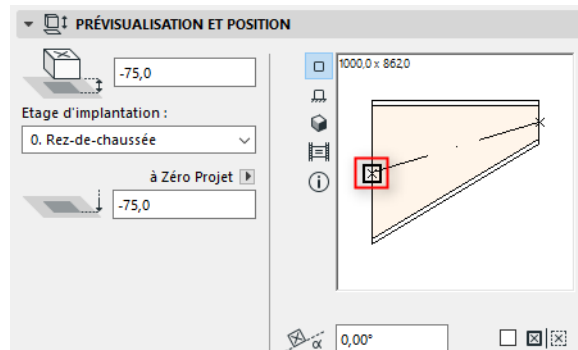 PRÉVISUALISATION ET POSITION
-75,0
Etage d'implantation :
0. Rez-de-chaussée
à Zéro Projet
-75,0
1000,0 x 862,0
α
0,00°